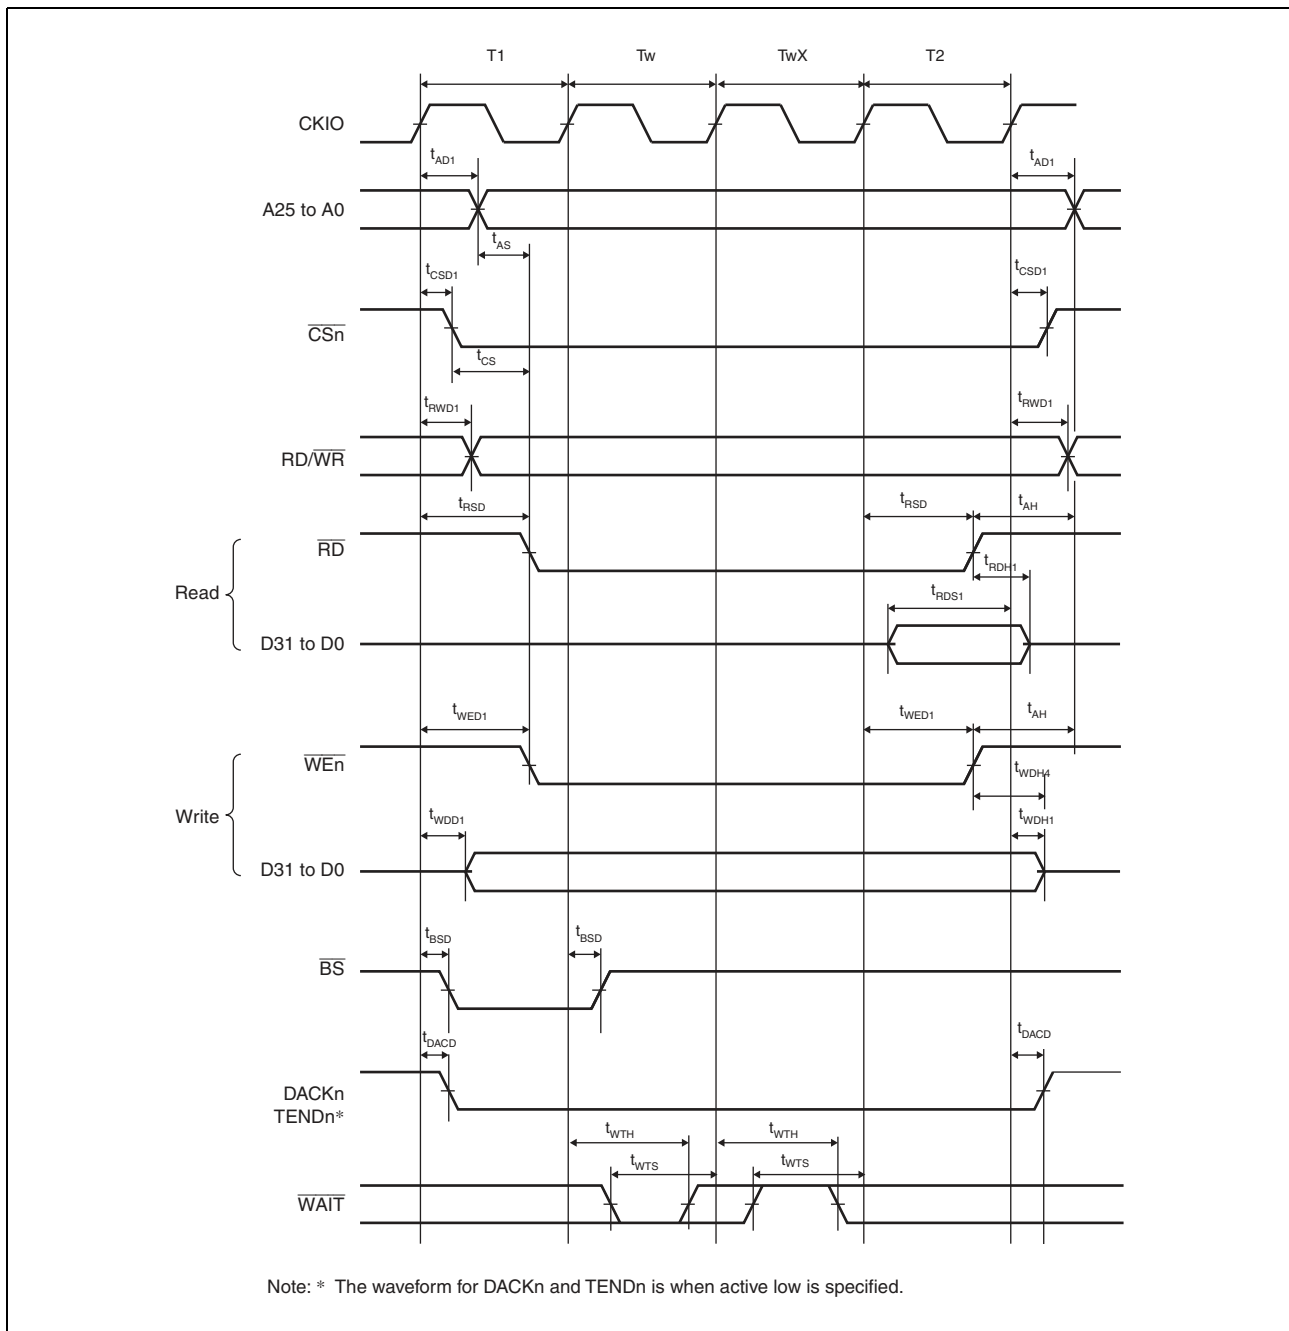 T1 Tw TwX T2
CKIO
tAD1 tAD1
A25 to A0
tAS
tCSD1 tCSD1
CSn
tCS
tRWD1 tRWD1
RD/WR
tRSD tRSD tAH
RD
tRDH1
Read
tRDS1
D31 to D0
tWED1 tWED1 tAH
WEn
tWDH4
Write
tWDD1 tWDH1
D31 to D0
tBSD tBSD
BS
tDACD tDACD
DACKn
TENDn*
tWTH tWTH
tWTS tWTS
WAIT
Note: * The waveform for DACKn and TENDn is when active low is specified.